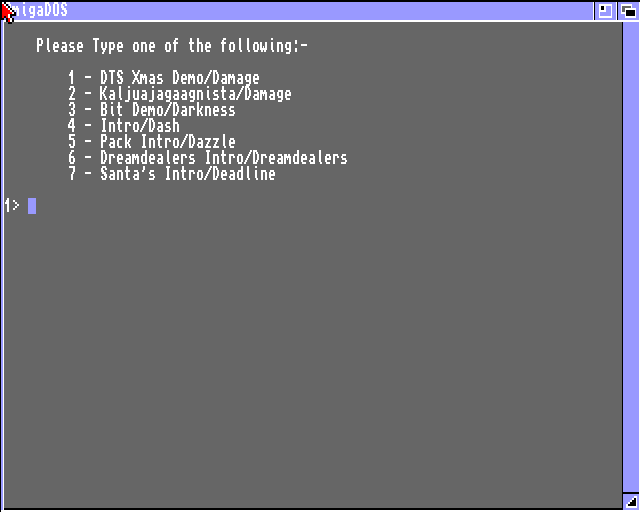 AmigaDOS
Please Type one of the following:-
1 - DTS Xmas Demo/Damage
2 - Kaljuajagaagnista/Damage
3 - Bit Demo/Darkness
4 - Intro/Dash
5 - Pack Intro/Dazzle
6 - Dreamdealers Intro/Dreamdealers
7 - Santa's Intro/Deadline
1>